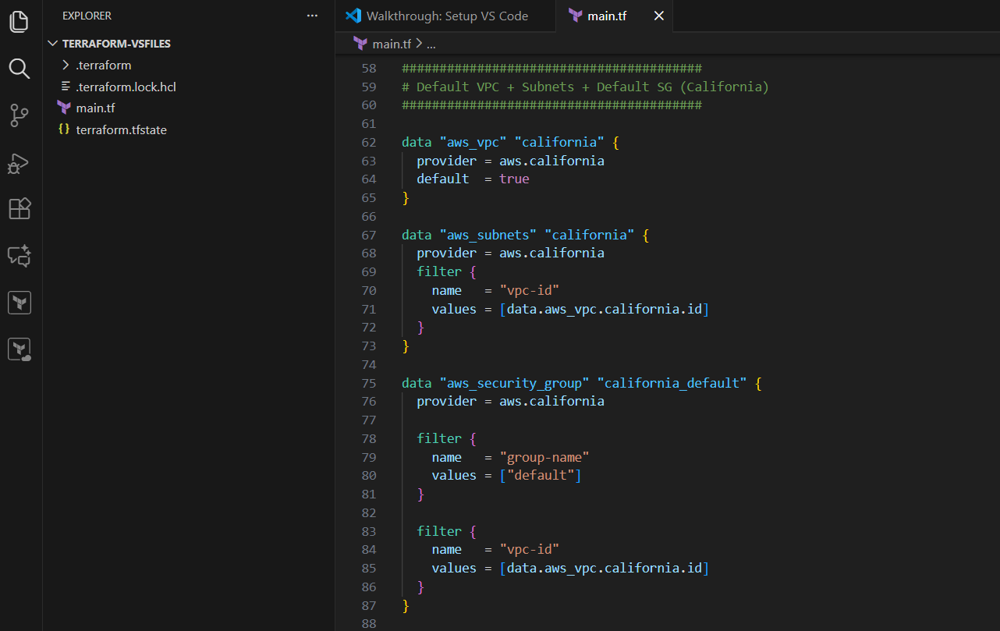 EXPLORER
...
TERRAFORM-VSFILES
.terraform
.terraform.lock.hcl
main.tf
{} terraform.tfstate
Walkthrough: Setup VS Code
main.tf
main.tf > ...
58 ########################################
59 # Default VPC + Subnets + Default SG (California)
60 ########################################
61
62 data "aws_vpc" "california" {
63   provider = aws.california
64   default  = true
65 }
66
67 data "aws_subnets" "california" {
68   provider = aws.california
69   filter {
70     name   = "vpc-id"
71     values = [data.aws_vpc.california.id]
72   }
73 }
74
75 data "aws_security_group" "california_default" {
76   provider = aws.california
77
78   filter {
79     name   = "group-name"
80     values = ["default"]
81   }
82
83   filter {
84     name   = "vpc-id"
85     values = [data.aws_vpc.california.id]
86   }
87 }
88